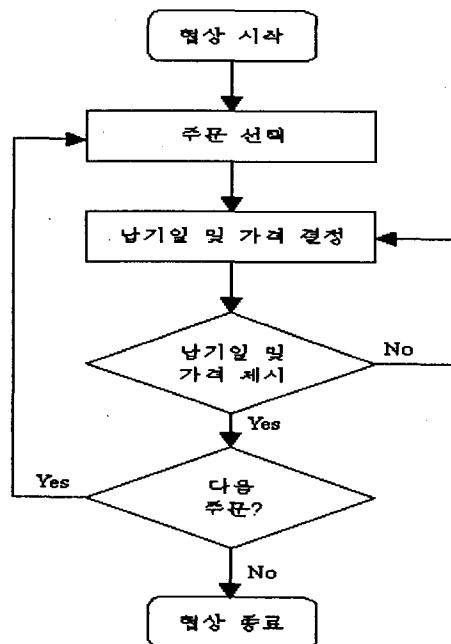 협상 시작
주문 선택
납기일 및 가격 결정
납기일 및
가격 제시
No
Yes
다음
주문?
Yes
No
협상 종료